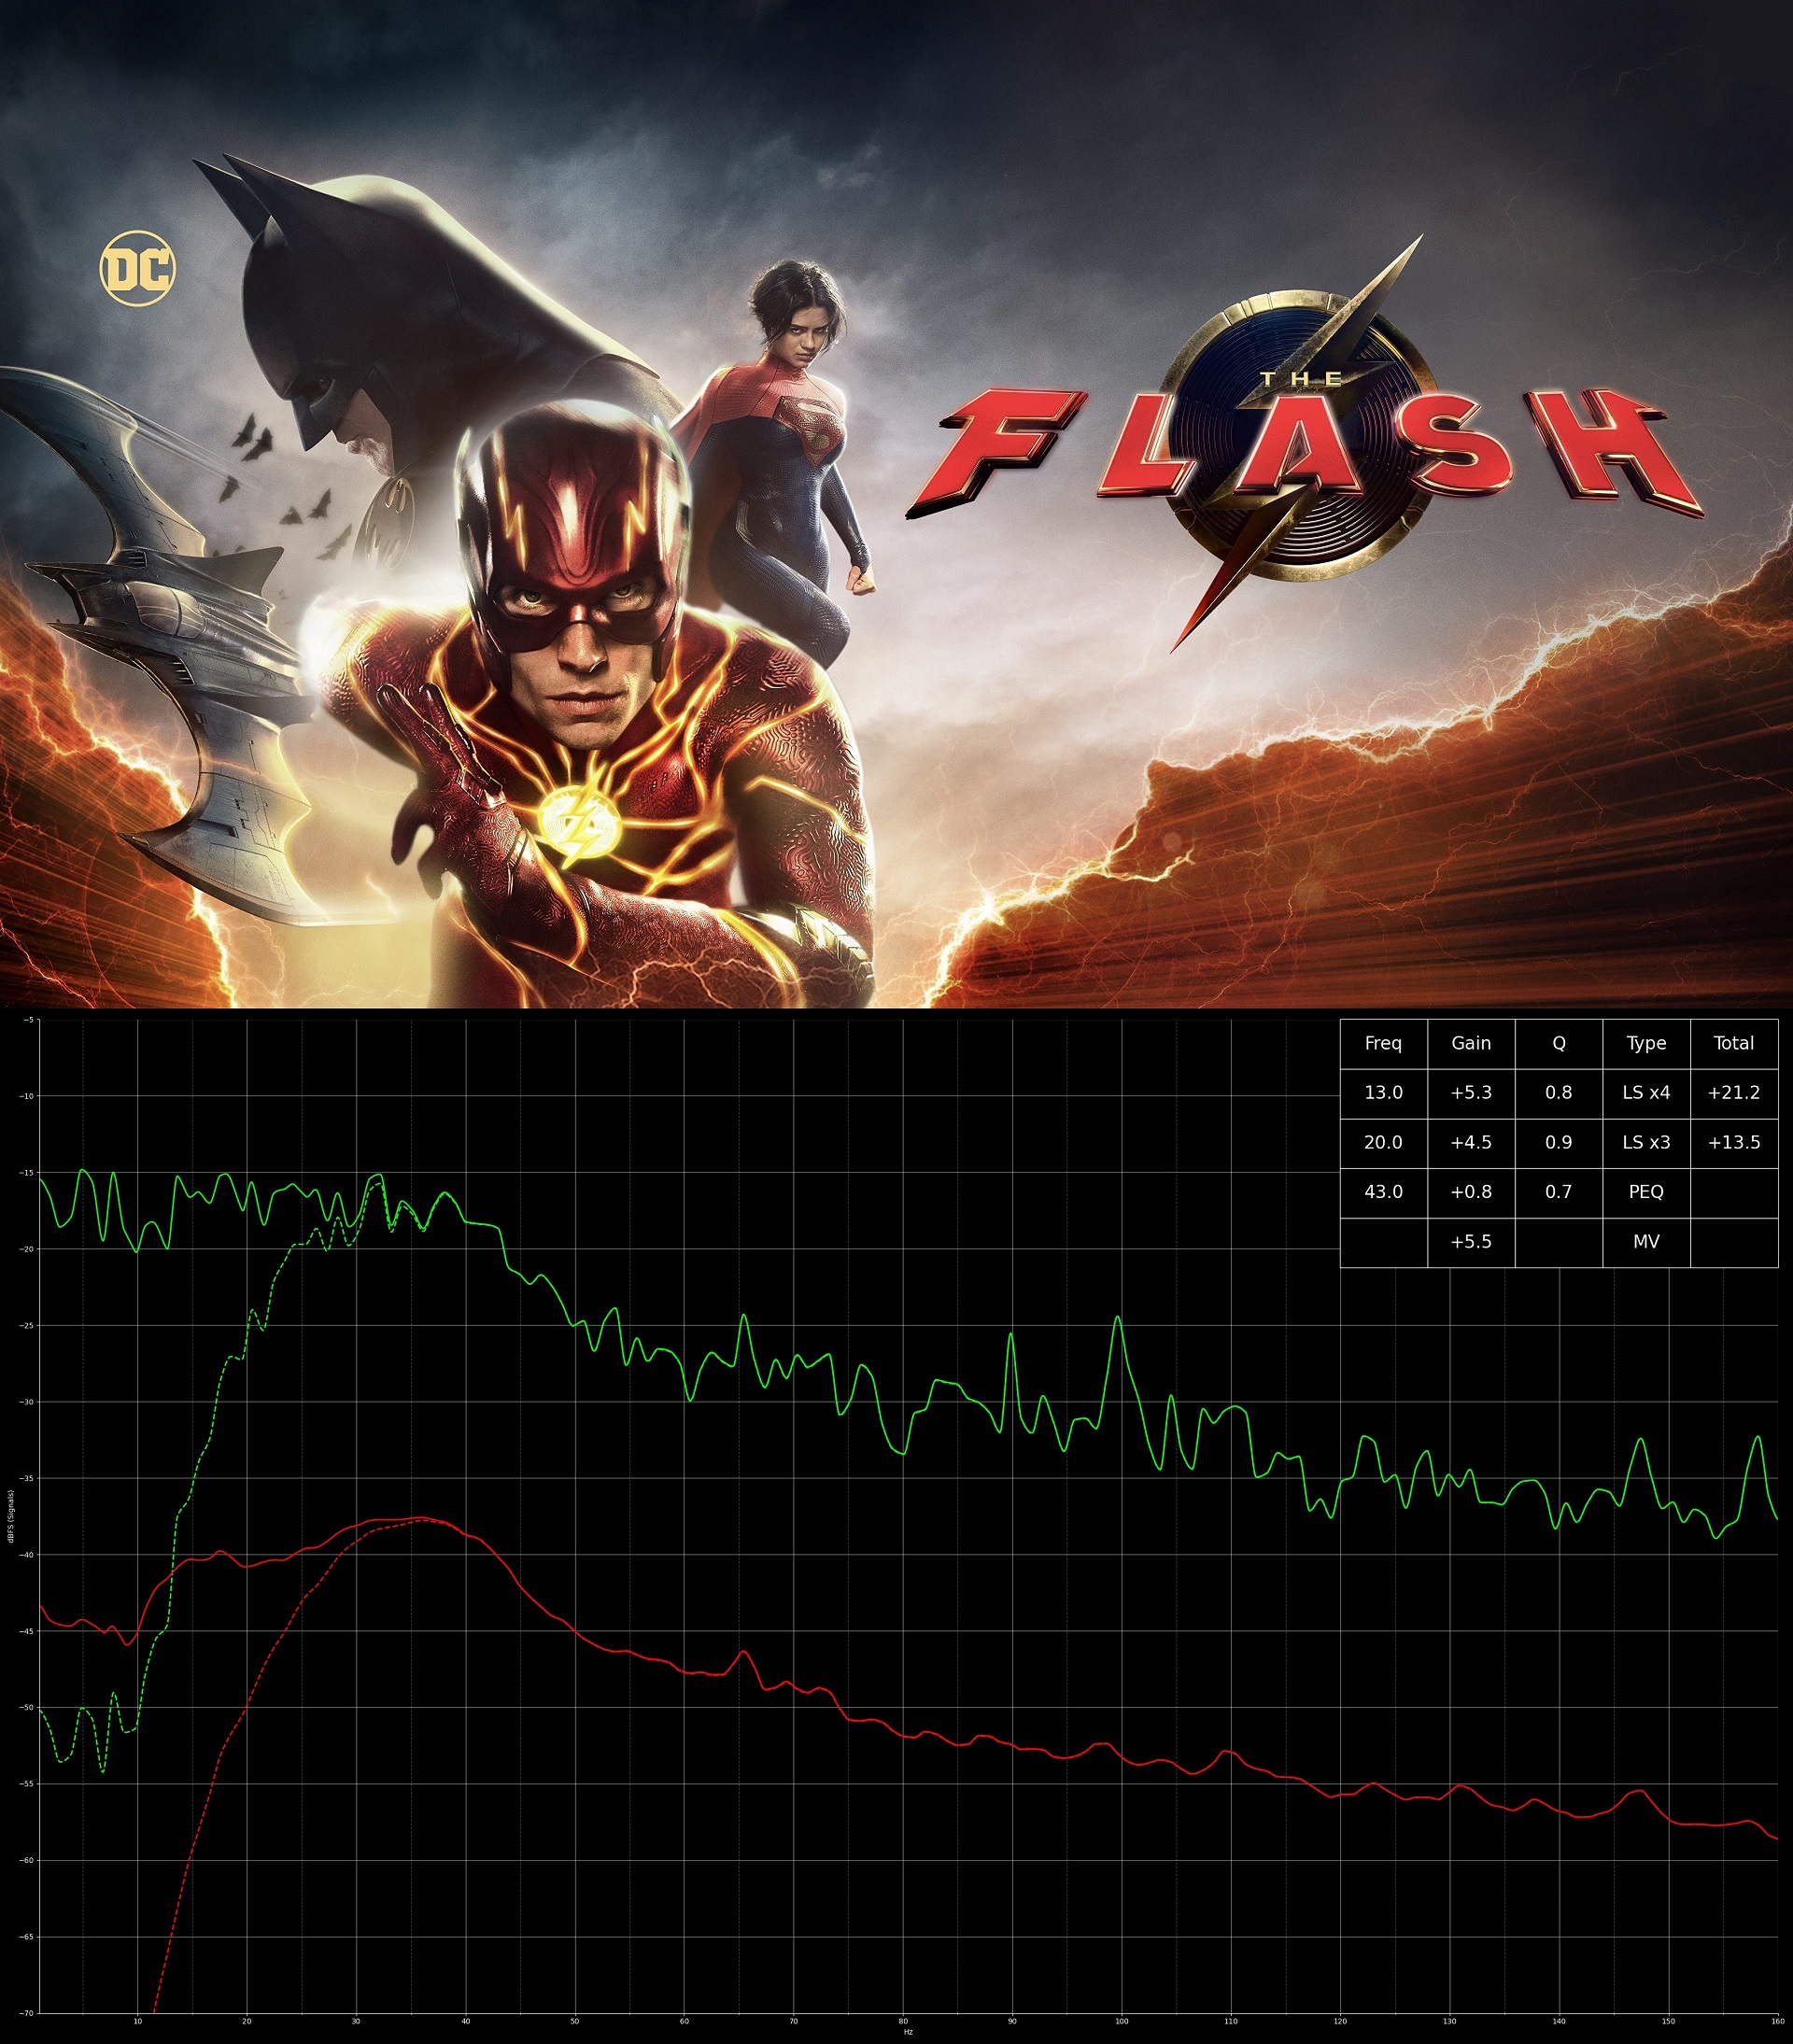 DC
THE
FLASH
Freq Gain Q Type Total
13.0 +5.3 0.8 LS x4 +21.2
20.0 +4.5 0.9 LS x3 +13.5
43.0 +0.8 0.7 PEQ
+5.5 MV
−5
−10
−15
−20
−25
−30
−35
−40
−45
−50
−55
−60
−65
−70
dBFS (Signals)
10 20 30 40 50 60 70 80 90 100 110 120 130 140 150 160
Hz